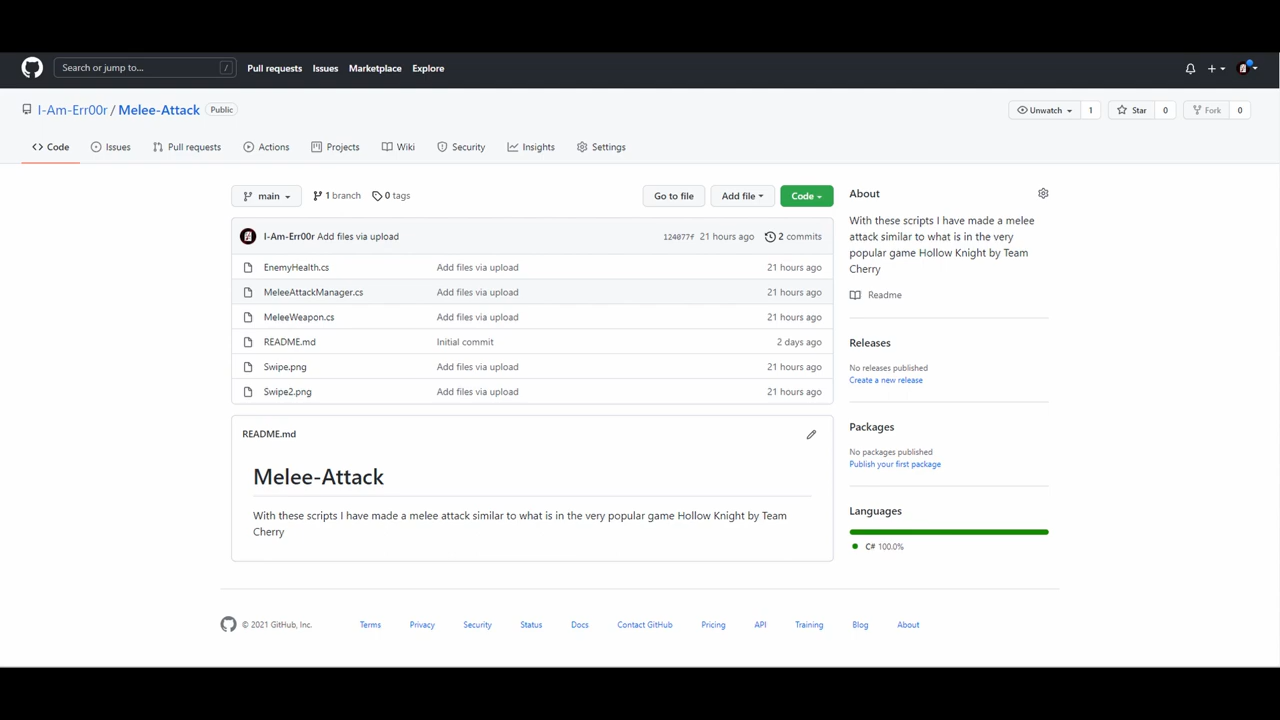 Search or jump to... /
Pull requests Issues Marketplace Explore
I-Am-Err00r / Melee-Attack Public
Unwatch 1 Star 0 Fork 0
Code Issues Pull requests Actions Projects Wiki Security Insights Settings
main 1 branch 0 tags
Go to file Add file Code
I-Am-Err00r Add files via upload 124077f 21 hours ago 2 commits
EnemyHealth.cs Add files via upload 21 hours ago
MeleeAttackManager.cs Add files via upload 21 hours ago
MeleeWeapon.cs Add files via upload 21 hours ago
README.md Initial commit 2 days ago
Swipe.png Add files via upload 21 hours ago
Swipe2.png Add files via upload 21 hours ago
README.md
Melee-Attack
With these scripts I have made a melee attack similar to what is in the very popular game Hollow Knight by Team
Cherry
About
With these scripts I have made a melee
attack similar to what is in the very
popular game Hollow Knight by Team
Cherry
Readme
Releases
No releases published
Create a new release
Packages
No packages published
Publish your first package
Languages
C# 100.0%
© 2021 GitHub, Inc. Terms Privacy Security Status Docs Contact GitHub Pricing API Training Blog About